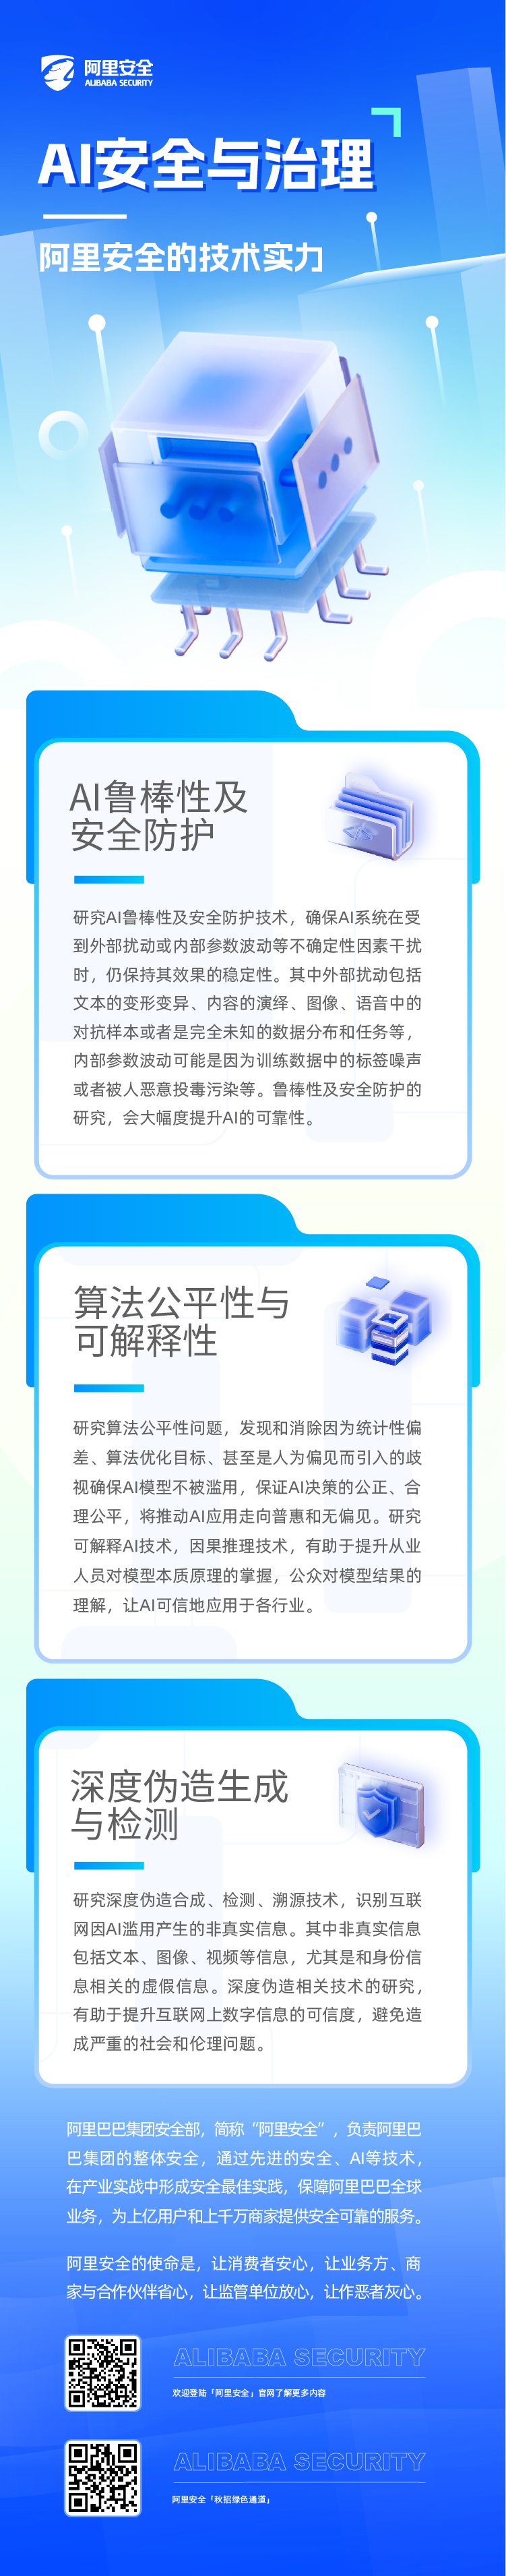 阿里安全
ALIBABA SECURITY
AI安全与治理
阿里安全的技术实力
AI鲁棒性及
安全防护
研究AI鲁棒性及安全防护技术，确保AI系统在受
到外部扰动或内部参数波动等不确定性因素干扰
时，仍保持其效果的稳定性。其中外部扰动包括
文本的变形变异、内容的演绎、图像、语音中的
对抗样本或者是完全未知的数据分布和任务等，
内部参数波动可能是因为训练数据中的标签噪声
或者被人恶意投毒污染等。鲁棒性及安全防护的
研究，会大幅度提升AI的可靠性。
算法公平性与
可解释性
研究算法公平性问题，发现和消除因为统计性偏
差、算法优化目标、甚至是人为偏见而引入的歧
视确保AI模型不被滥用，保证AI决策的公正、合
理公平，将推动AI应用走向普惠和无偏见。研究
可解释AI技术，因果推理技术，有助于提升从业
人员对模型本质原理的掌握，公众对模型结果的
理解，让AI可信地应用于各行业。
深度伪造生成
与检测
研究深度伪造合成、检测、溯源技术，识别互联
网因AI滥用产生的非真实信息。其中非真实信息
包括文本、图像、视频等信息，尤其是和身份信
息相关的虚假信息。深度伪造相关技术的研究，
有助于提升互联网上数字信息的可信度，避免造
成严重的社会和伦理问题。
阿里巴巴集团安全部，简称“阿里安全”，负责阿里巴
巴集团的整体安全，通过先进的安全、AI等技术，
在产业实战中形成安全最佳实践，保障阿里巴巴全球
业务，为上亿用户和上千万商家提供安全可靠的服务。
阿里安全的使命是，让消费者安心，让业务方、商
家与合作伙伴省心，让监管单位放心，让作恶者灰心。
ALIBABA SECURITY
欢迎登陆「阿里安全」官网了解更多内容
ALIBABA SECURITY
阿里安全「秋招绿色通道」